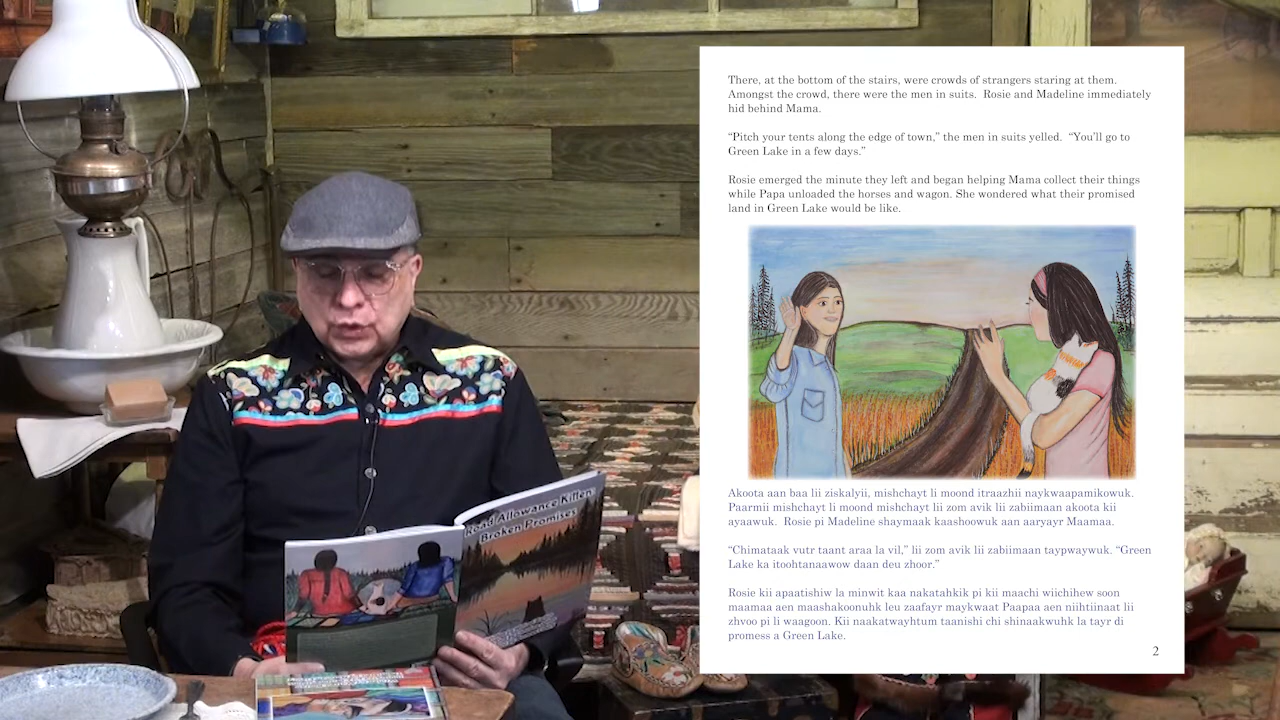 Road Allowance Kitten
Broken Promises
There, at the bottom of the stairs, were crowds of strangers staring at them.
Amongst the crowd, there were the men in suits.  Rosie and Madeline immediately
hid behind Mama.
“Pitch your tents along the edge of town,” the men in suits yelled.  “You’ll go to
Green Lake in a few days.”
Rosie emerged the minute they left and began helping Mama collect their things
while Papa unloaded the horses and wagon. She wondered what their promised
land in Green Lake would be like.
Akoota aan baa lii ziskalyii, mishchayt li moond itraazhii naykwaapamikowuk.
Paarmii mishchayt li moond mishchayt lii zom avik lii zabiimaan akoota kii
ayaawuk.  Rosie pi Madeline shaymaak kaashoowuk aan aaryayr Maamaa.
“Chimataak vutr taant araa la vil,” lii zom avik lii zabiimaan taypwaywuk. “Green
Lake ka itoohtanaawow daan deu zhoor.”
Rosie kii apaatishiw la minwit kaa nakatahkik pi kii maachi wiichihew soon
maamaa aen maashakoonuhk leu zaafayr maykwaat Paapaa aen niihtiinaat lii
zhvoo pi li waagoon. Kii naakatwayhtum taanishi chi shinaakwuhk la tayr di
promess a Green Lake.
2